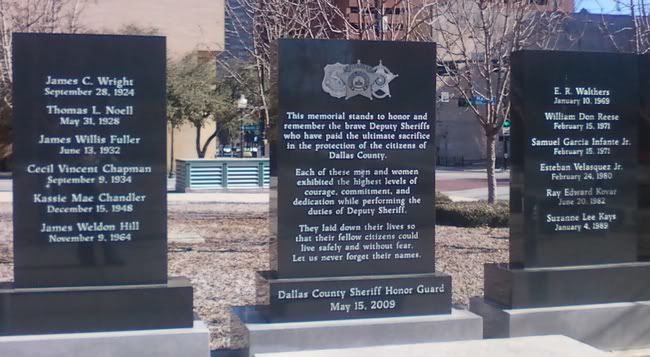 James C. Wright
September 28, 1924
Thomas L. Noell
May 31, 1928
James Willis Fuller
June 13, 1932
Cecil Vincent Chapman
September 9, 1934
Kassie Mae Chandler
December 15, 1948
James Weldon Hill
November 9, 1964
This memorial stands to honor and
remember the brave Deputy Sheriffs
who have paid the ultimate sacrifice
in the protection of the citizens of
Dallas County.
Each of these men and women
exhibited the highest levels of
courage, commitment, and
dedication while performing the
duties of Deputy Sheriff.
They laid down their lives so
that their fellow citizens could
live safely and without fear.
Let us never forget their names.
Dallas County Sheriff Honor Guard
May 15, 2009
E. R. Walthers
January 10, 1969
William Don Reese
February 15, 1971
Samuel Garcia Infante Jr.
February 15, 1971
Esteban Velasquez Jr.
February 24, 1980
Ray Edward Kovar
June 20, 1982
Suzanne Lee Kays
January 4, 1989